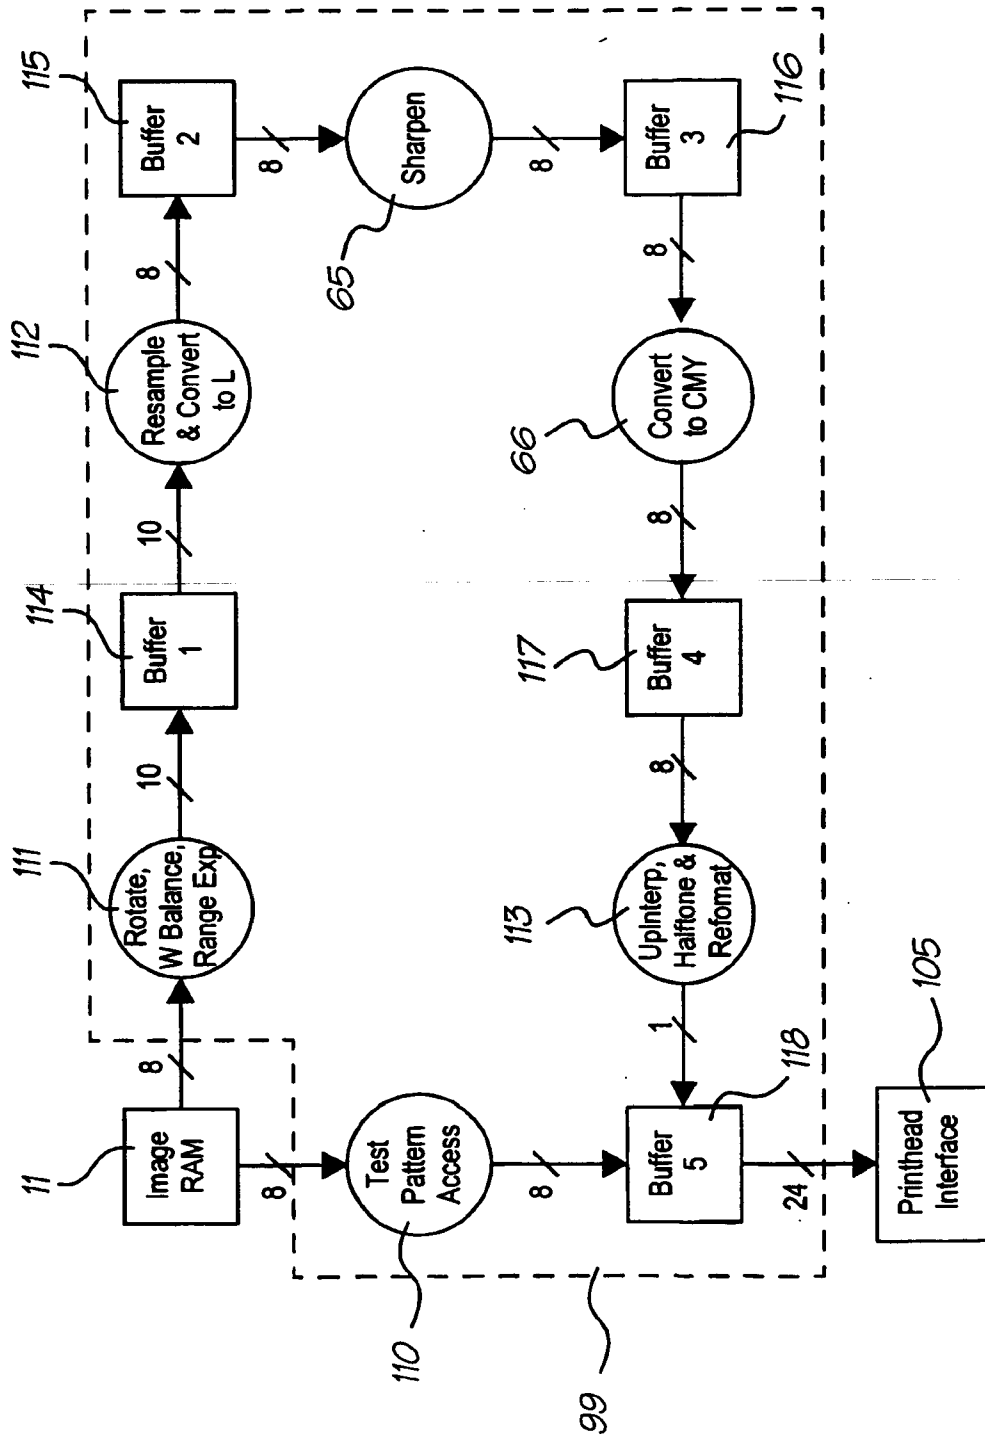 11
Image
RAM
8
111
Rotate,
W Balance,
Range Exp
10
114
Buffer
1
10
112
Resample
& Convert
to L
8
115
Buffer
2
8
Sharpen
65
8
Buffer
3
116
8
Convert
to CMY
66
8
Buffer
4
117
8
UpInterp,
Halftone &
Refomat
113
1
8
Test
Pattern
Access
110
8
Buffer
5
118
24
Printhead
Interface
105
99